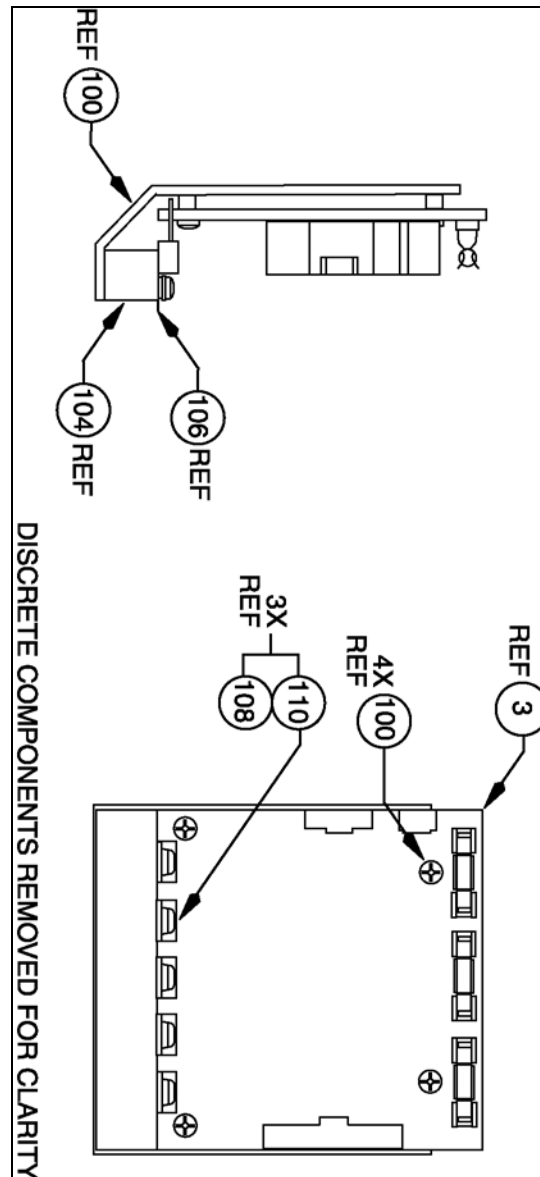 REF 100
104 REF
106 REF
REF 3
4X REF 100
3X REF
110
108
DISCRETE COMPONENTS REMOVED FOR CLARITY